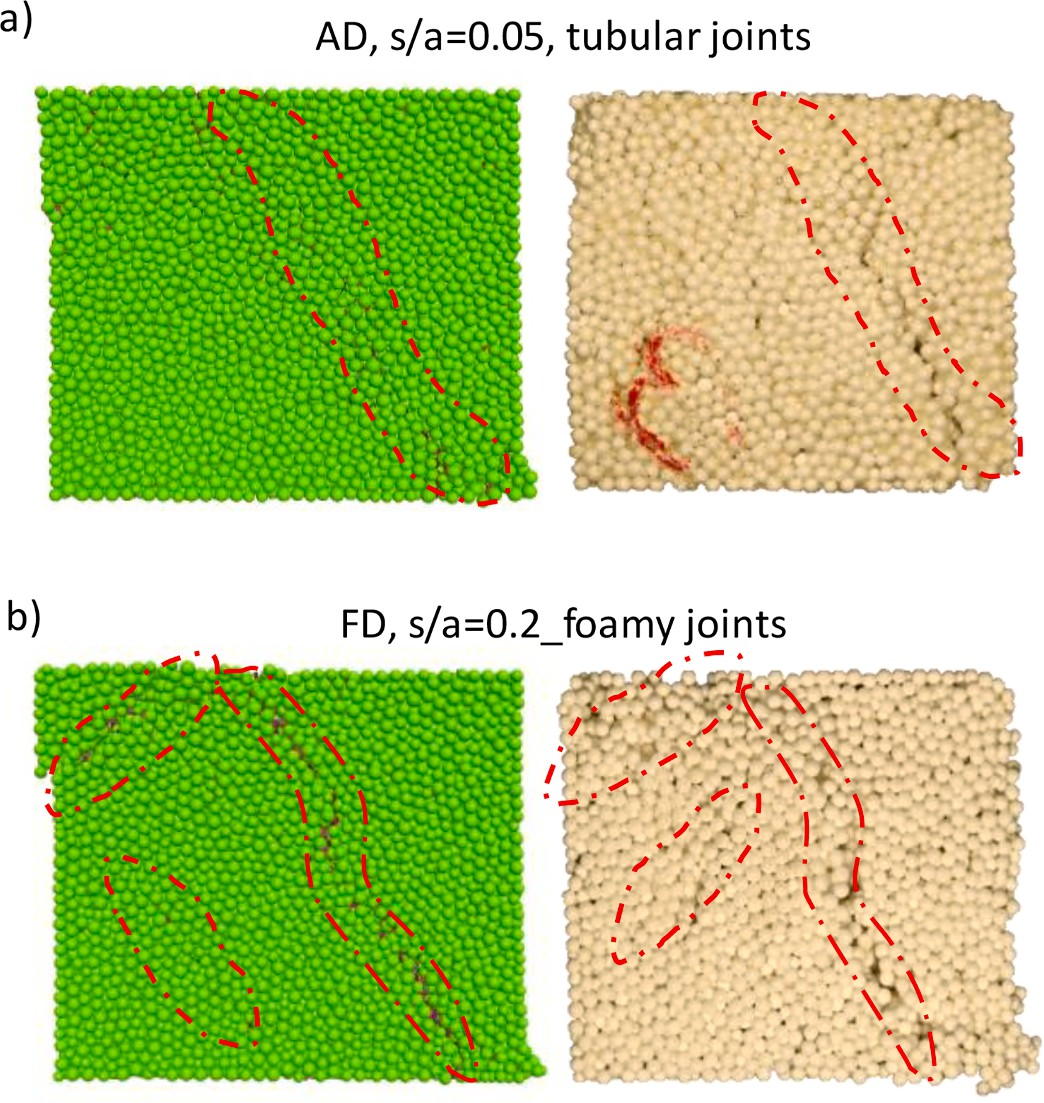 a)
AD, s/a=0.05, tubular joints
b)
FD, s/a=0.2_foamy joints